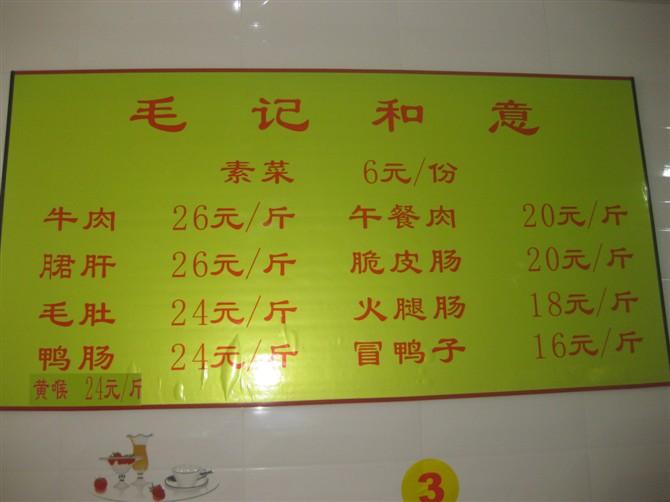 毛记和意
素菜 6元/份
牛肉 26元/斤 午餐肉 20元/斤
䐃肝 26元/斤 脆皮肠 20元/斤
毛肚 24元/斤 火腿肠 18元/斤
鸭肠 24元/斤 冒鸭子 16元/斤
黄喉 24元/斤
3